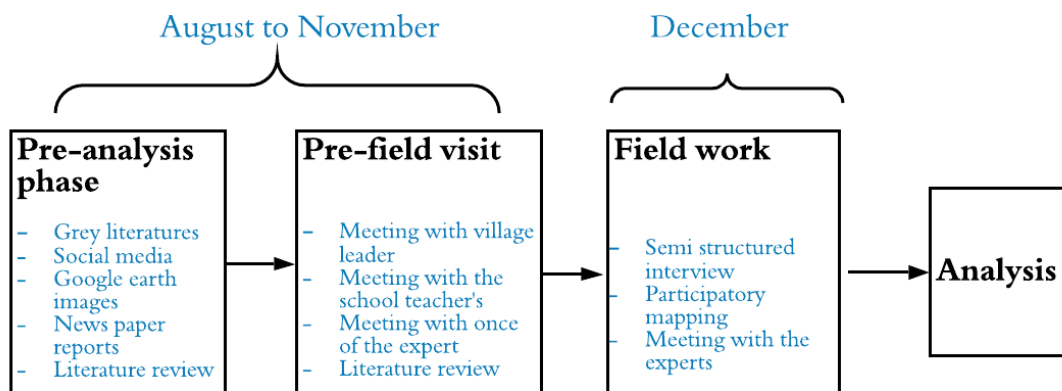 August to November
December
Pre-analysis
phase
- Grey literatures
- Social media
- Google earth
images
- News paper
reports
- Literature review
Pre-field visit
- Meeting with village
leader
- Meeting with the
school teacher's
- Meeting with once
of the expert
- Literature review
Field work
- Semi structured
interview
- Participatory
mapping
- Meeting with the
experts
Analysis